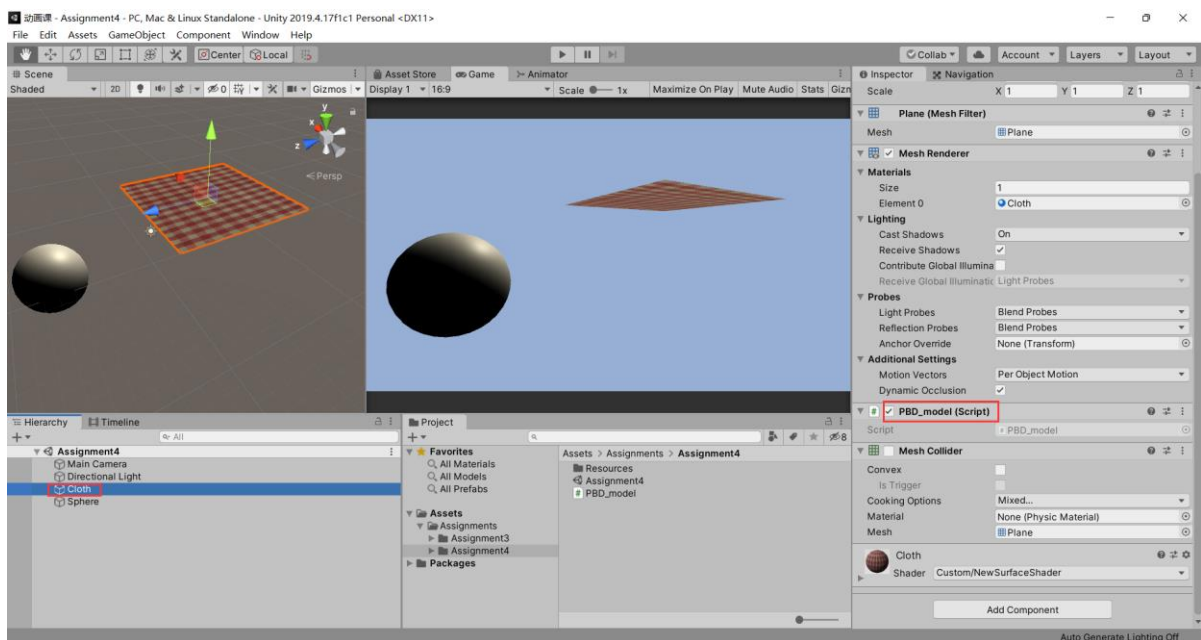 动画课 - Assignment4 - PC, Mac & Linux Standalone - Unity 2019.4.17f1c1 Personal <DX11>
File Edit Assets GameObject Component Window Help
Center Local
Collab Account Layers Layout
Scene
Shaded 2D 0 Gizmos
y
x
z
Persp
Asset Store Game Animator
Display 1 16:9 Scale 1x Maximize On Play Mute Audio Stats Gizn
Hierarchy Timeline
All
Assignment4
Main Camera
Directional Light
Cloth
Sphere
Project
8
Favorites
All Materials
All Models
All Prefabs
Assets
Assignments
Assignment3
Assignment4
Packages
Assets > Assignments > Assignment4
Resources
Assignment4
PBD_model
Inspector Navigation
Scale X 1 Y 1 Z 1
Plane (Mesh Filter)
Mesh Plane
Mesh Renderer
Materials
Size 1
Element 0 Cloth
Lighting
Cast Shadows On
Receive Shadows
Contribute Global Illumina
Receive Global Illuminatic Light Probes
Probes
Light Probes Blend Probes
Reflection Probes Blend Probes
Anchor Override None (Transform)
Additional Settings
Motion Vectors Per Object Motion
Dynamic Occlusion
# PBD_model (Script)
Script PBD_model
Mesh Collider
Convex
Is Trigger
Cooking Options Mixed...
Material None (Physic Material)
Mesh Plane
Cloth
Shader Custom/NewSurfaceShader
Add Component
Auto Generate Lighting Off